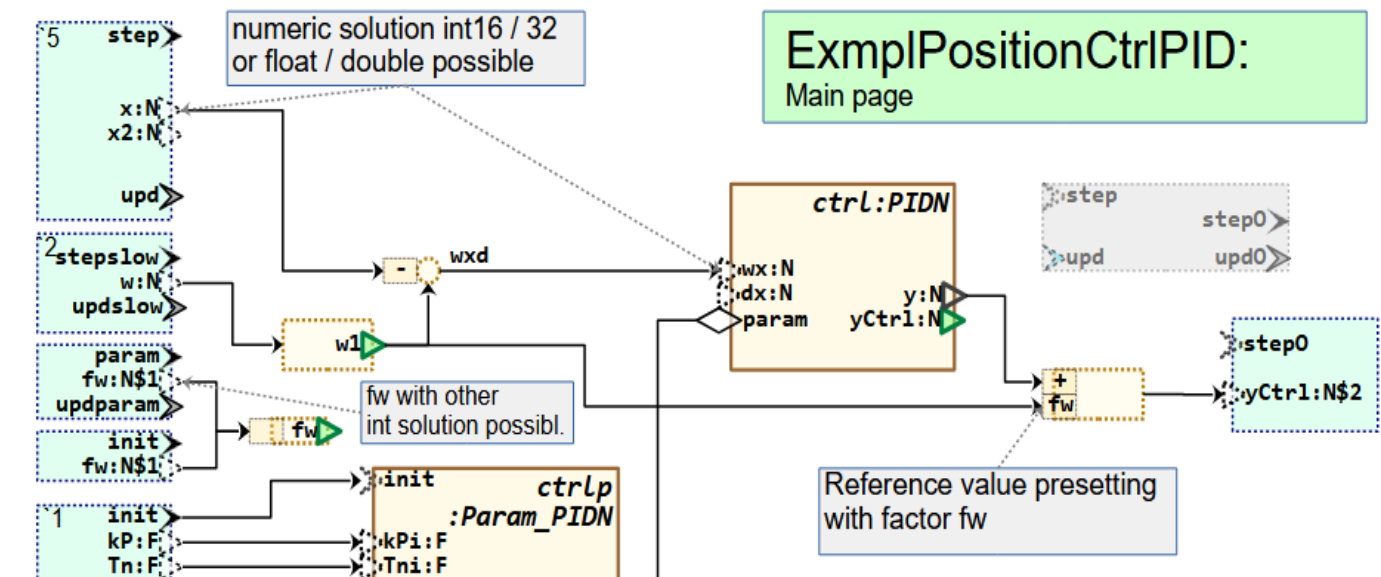 `5
step
x:N
x2:N
upd
numeric solution int16 / 32
or float / double possible
ExmplPositionCtrlPID:
Main page
2
stepslow
w:N
updslow
-
wxd
w1
ctrl:PIDN
wx:N
dx:N
param
y:N
yCtrl:N
step
stepO
upd
updO
stepO
yCtrl:N$2
+
fw
param
fw:N$1
updparam
init
fw:N$1
fw
fw with other
int solution possibl.
Reference value presetting
with factor fw
`1
init
kP:F
Tn:F
init
ctrlp
:Param_PIDN
kPi:F
Tni:F